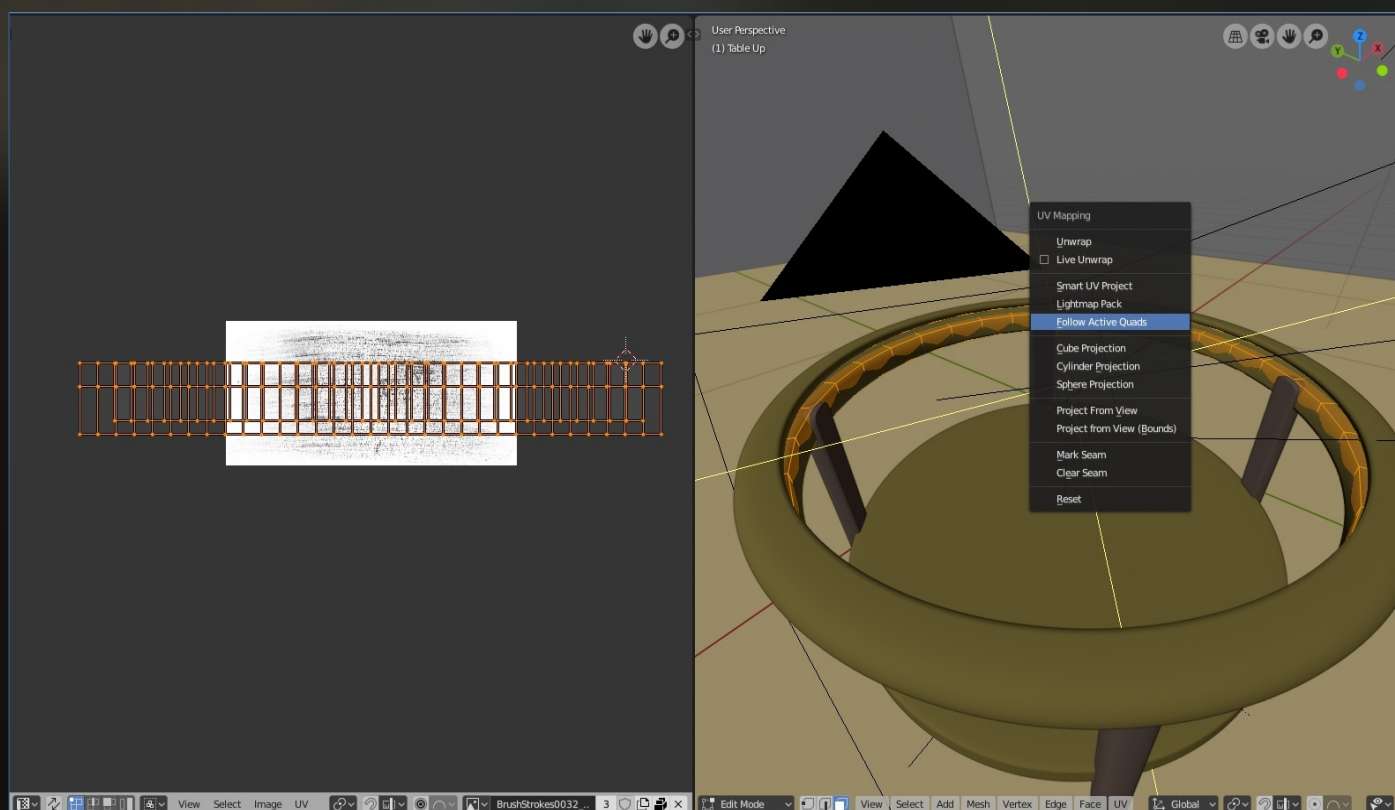 User Perspective
(1) Table Up
Z
Y
X
UV Mapping
Unwrap
Live Unwrap
Smart UV Project
Lightmap Pack
Follow Active Quads
Cube Projection
Cylinder Projection
Sphere Projection
Project From View
Project from View (Bounds)
Mark Seam
Clear Seam
Reset
View Select Image UV BrushStrokes0032 .. 3
Edit Mode View Select Add Mesh Vertex Edge Face UV Global